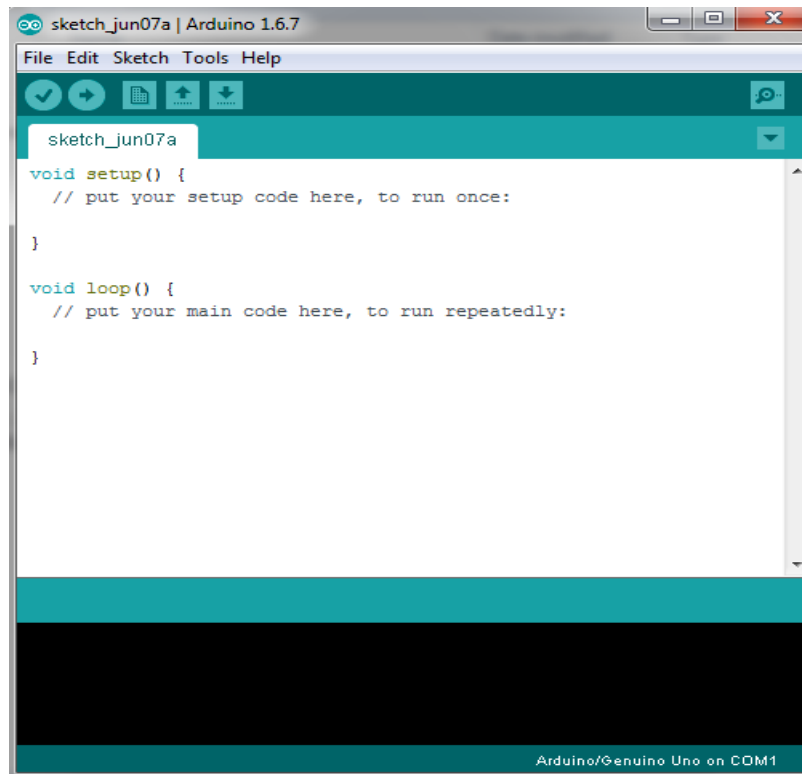 sketch_jun07a | Arduino 1.6.7
File Edit Sketch Tools Help
sketch_jun07a
void setup() {
  // put your setup code here, to run once:
}
void loop() {
  // put your main code here, to run repeatedly:
}
Arduino/Genuino Uno on COM1